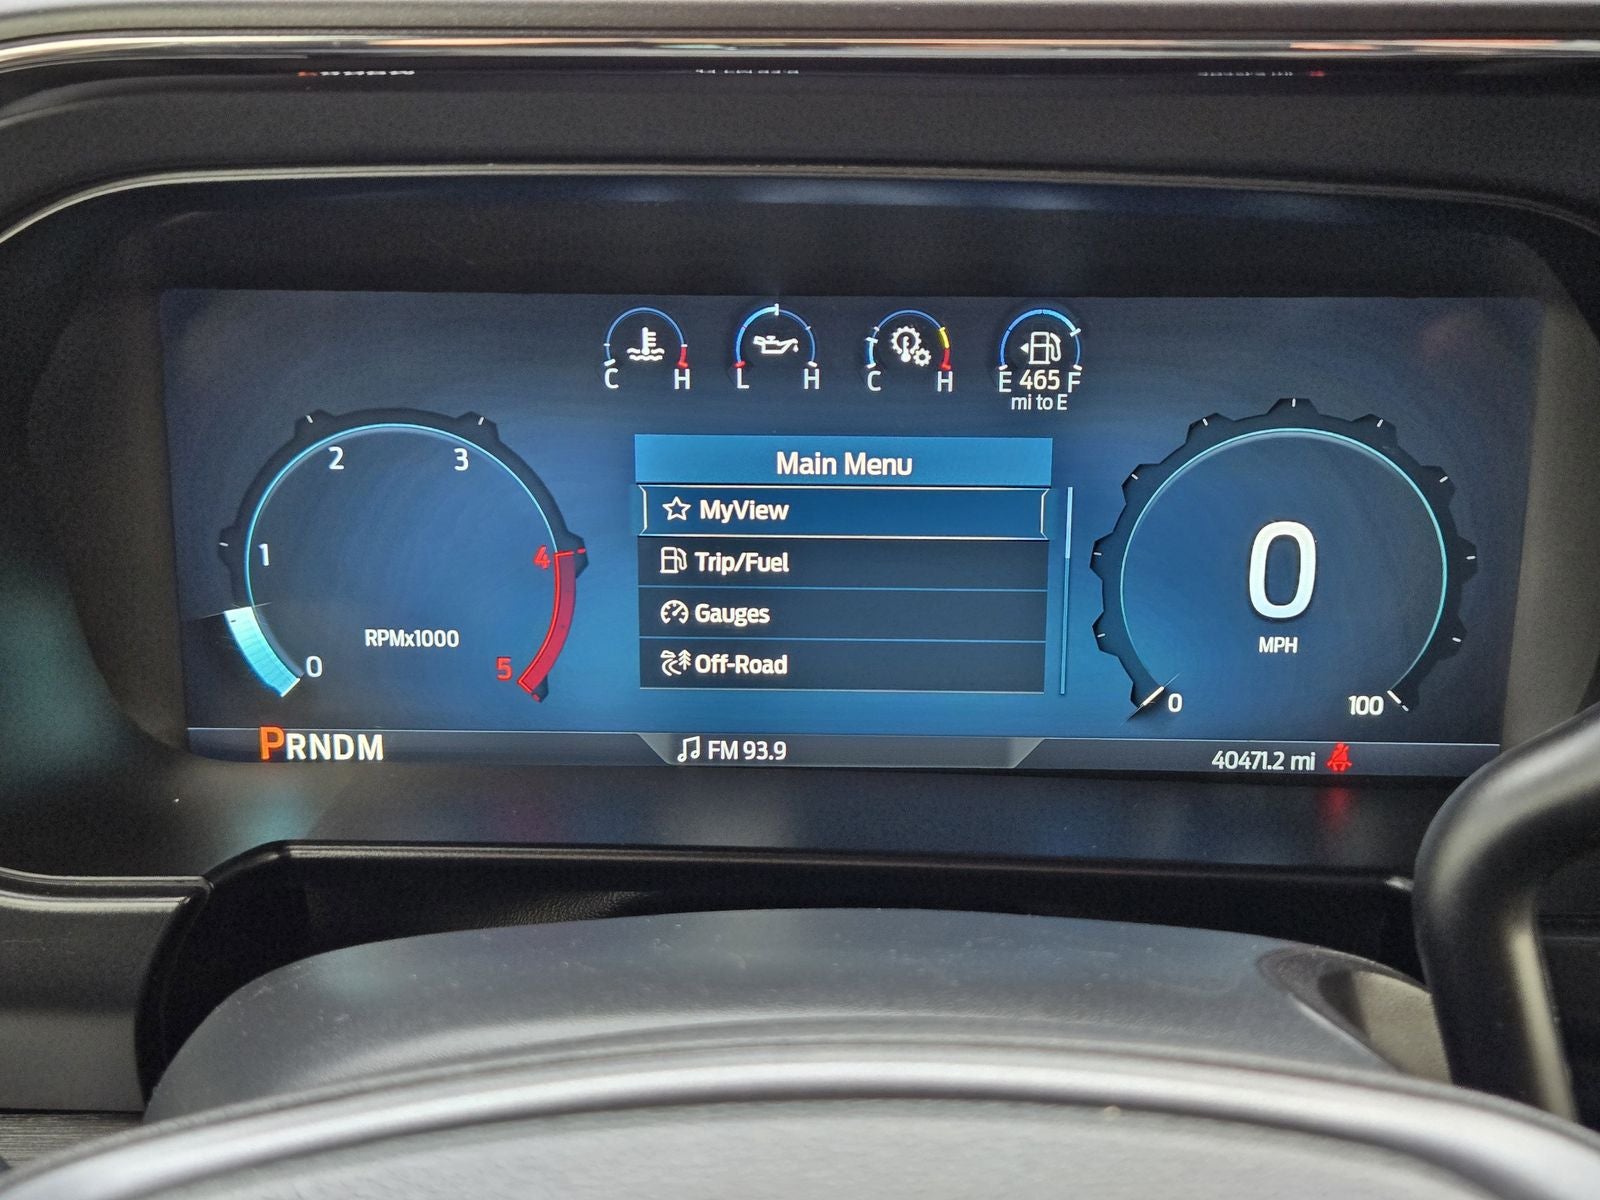 C H
L H
C H
E 465 F
mi to E
1
2
3
4
5
0
RPMx1000
Main Menu
MyView
Trip/Fuel
Gauges
Off-Road
0
MPH
0
100
PRNDM
FM 93.9
40471.2 mi